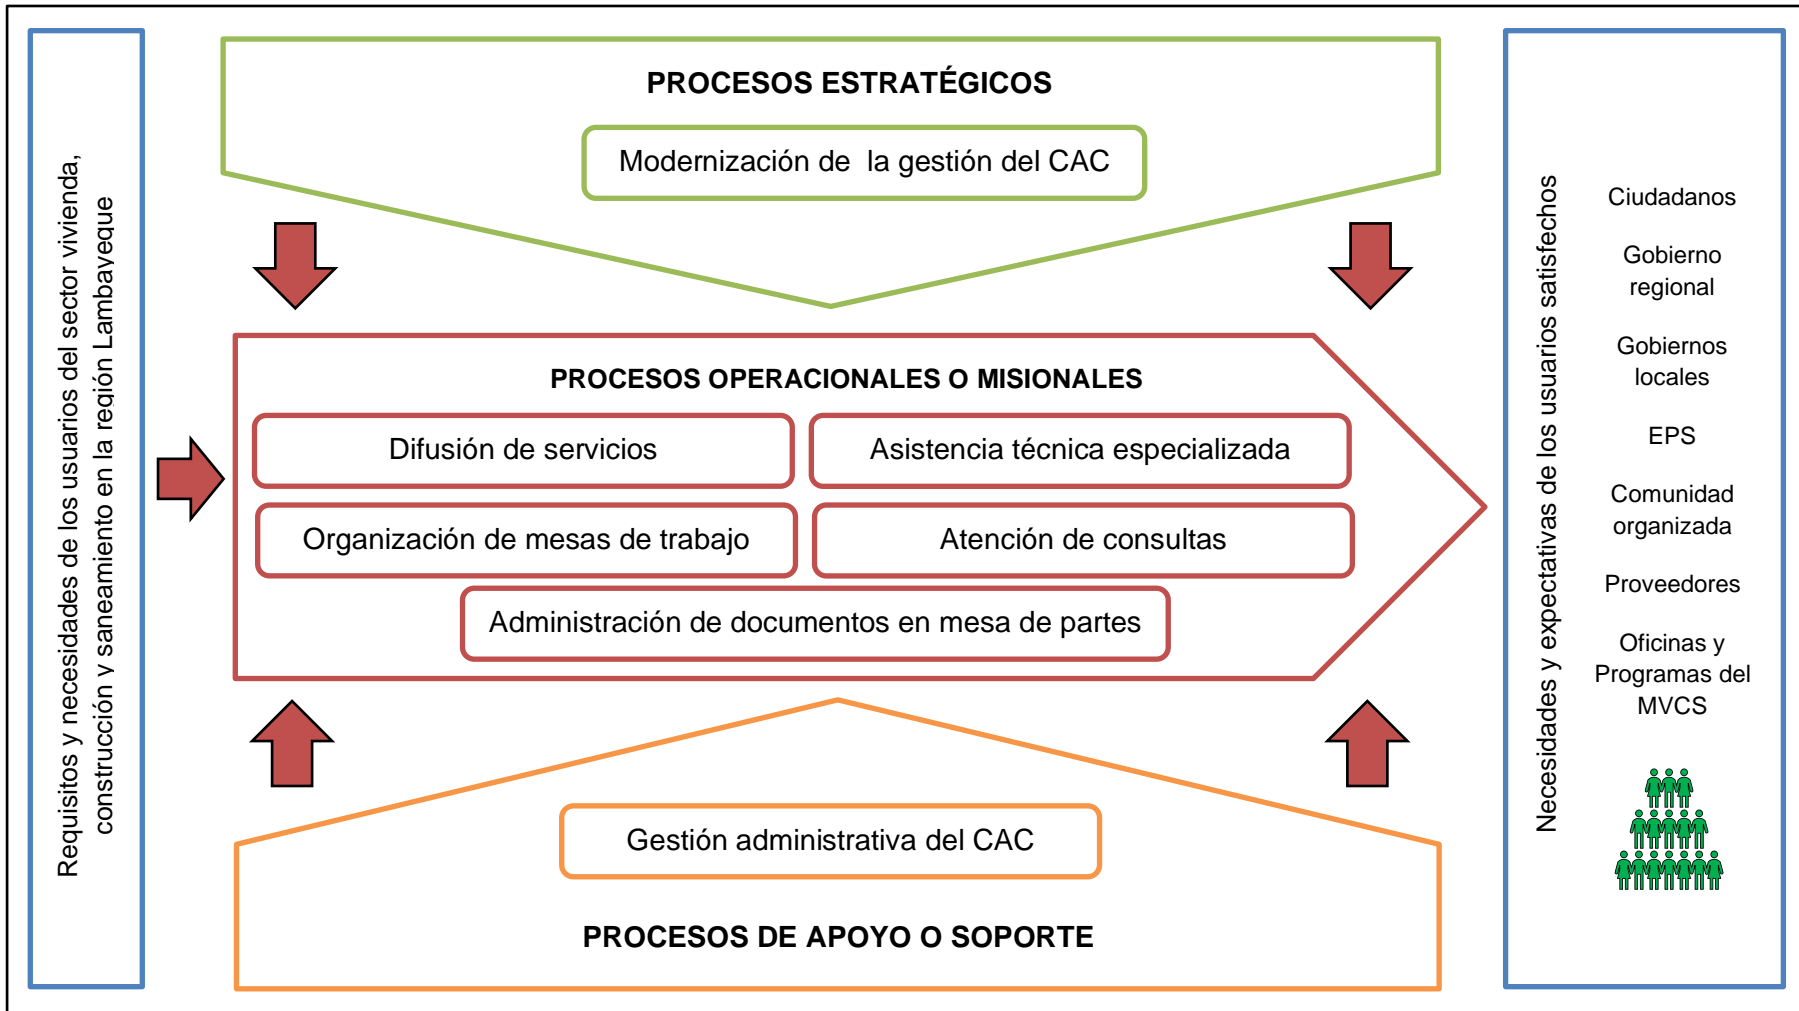 Requisitos y necesidades de los usuarios del sector vivienda,
construcción y saneamiento en la región Lambayeque
PROCESOS ESTRATÉGICOS
Modernización de  la gestión del CAC
PROCESOS OPERACIONALES O MISIONALES
Difusión de servicios
Asistencia técnica especializada
Organización de mesas de trabajo
Atención de consultas
Administración de documentos en mesa de partes
Gestión administrativa del CAC
PROCESOS DE APOYO O SOPORTE
Necesidades y expectativas de los usuarios satisfechos
Ciudadanos
Gobierno
regional
Gobiernos
locales
EPS
Comunidad
organizada
Proveedores
Oficinas y
Programas del
MVCS